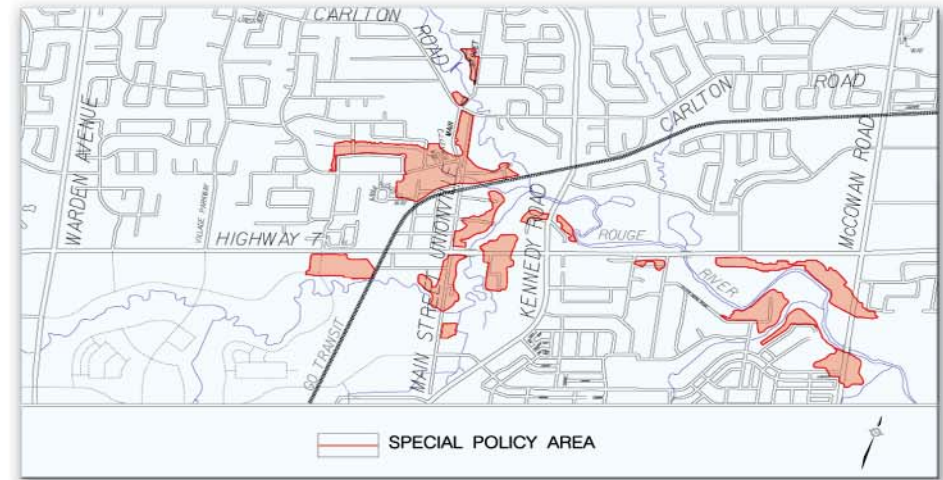 CARLTON
ROAD
CARLTON
ROAD
WARDEN AVENUE
MAIN
VILLAGE PARKWAY
HIGHWAY 7
MAIN STREET UNIONVILLE
KENNEDY ROAD
ROUGE
RIVER
McCOWAN ROAD
GO TRANSIT
SPECIAL POLICY AREA